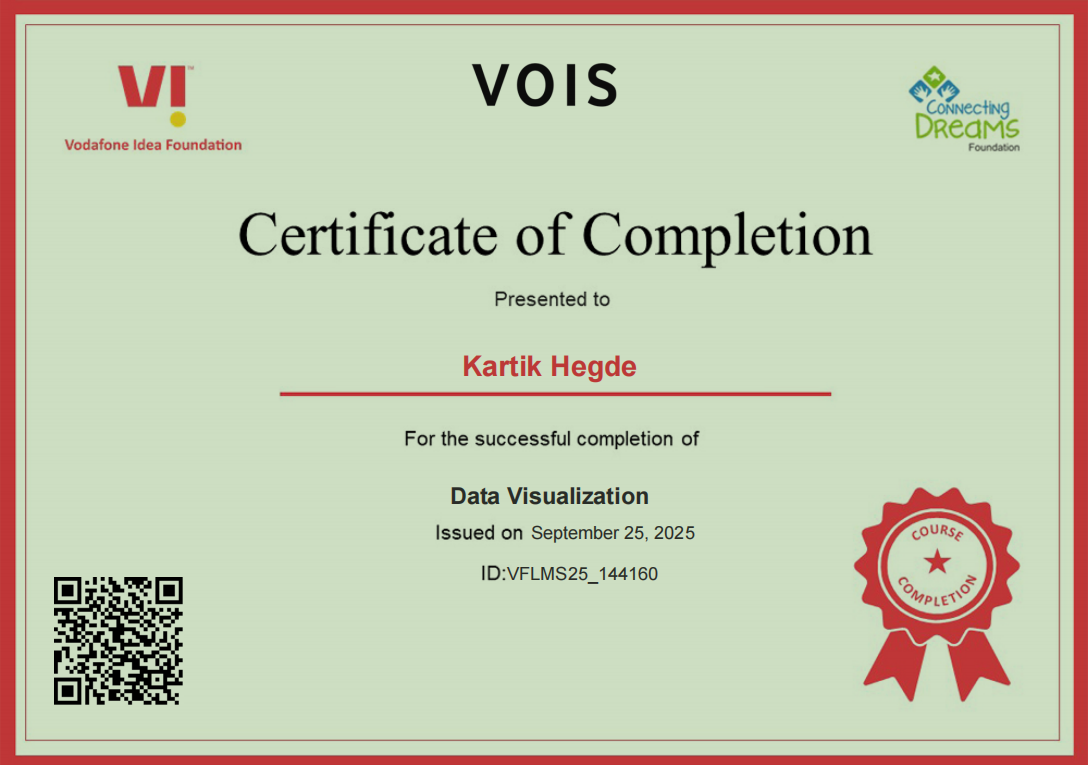 VI™
Vodafone Idea Foundation
VOIS
Connecting
Dreams
Foundation
Certificate of Completion
Presented to
Kartik Hegde
For the successful completion of
Data Visualization
Issued on September 25, 2025
ID:VFLMS25_144160
COURSE
COMPLETION